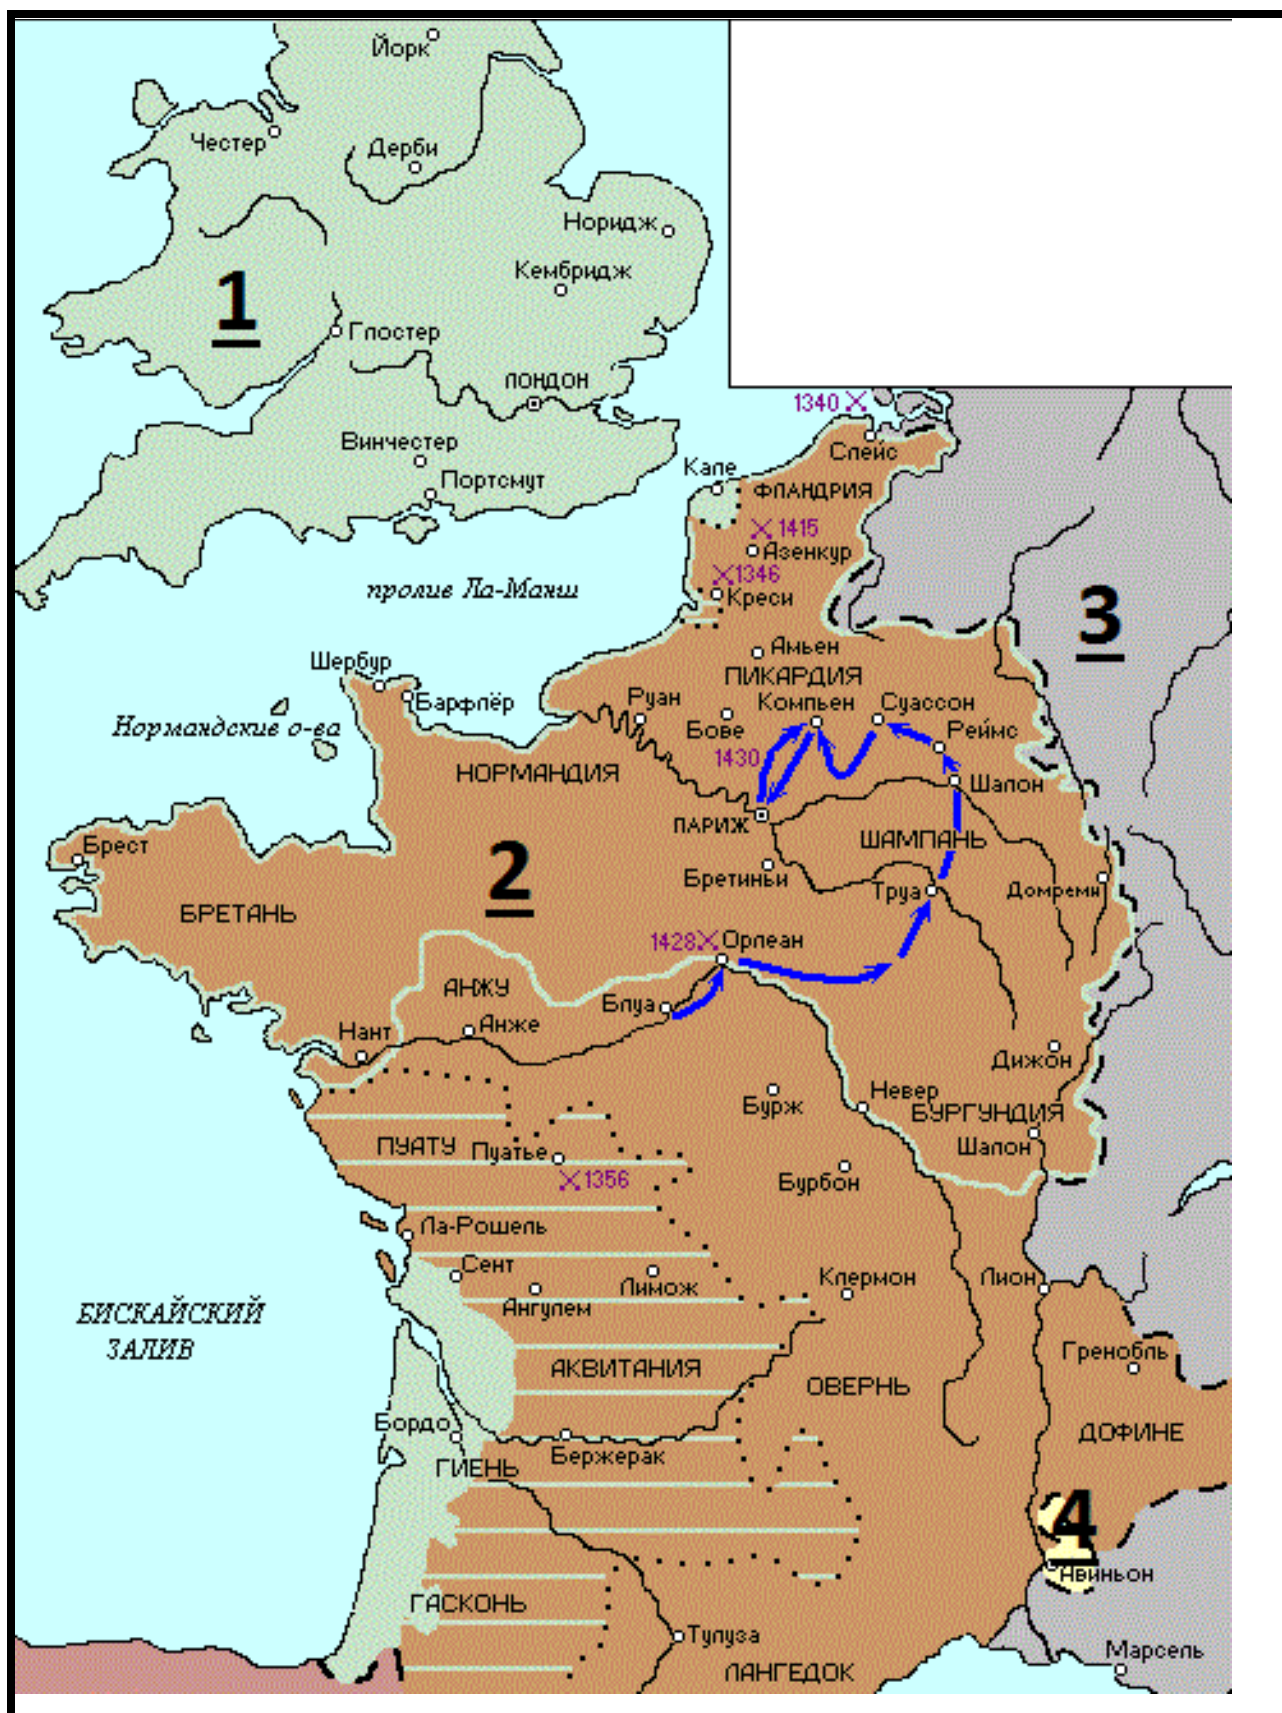 Йорк
Честер
Дерби
Норидж
Кембридж
1
Глостер
ЛОНДОН
1340
Винчестер
Слейс
Кале
Портсмут
ФЛАНДРИЯ
1415
Азенкур
пролив Ла-Манш
1346
Креси
3
Амьен
Шербур
ПИКАРДИЯ
Барфлёр
Руан
Компьен
Суассон
Нормандские о-ва
Бове
Реймс
1430
НОРМАНДИЯ
Шалон
ПАРИЖ
ШАМПАНЬ
Брест
2
Бретиньи
Труа
Домреми
БРЕТАНЬ
1428
Орлеан
АНЖУ
Блуа
Нант
Анже
Дижон
Бурж
Невер
БУРГУНДИЯ
ПУАТУ
Пуатье
Шалон
1356
Бурбон
Ла-Рошель
Сент
Лимож
Клермон
Лион
Ангулем
БИСКАЙСКИЙ
ЗАЛИВ
Гренобль
АКВИТАНИЯ
ОВЕРНЬ
Бордо
ДОФИНЕ
Бержерак
ГИЕНЬ
4
Авиньон
ГАСКОНЬ
Тулуза
Марсель
ЛАНГЕДОК